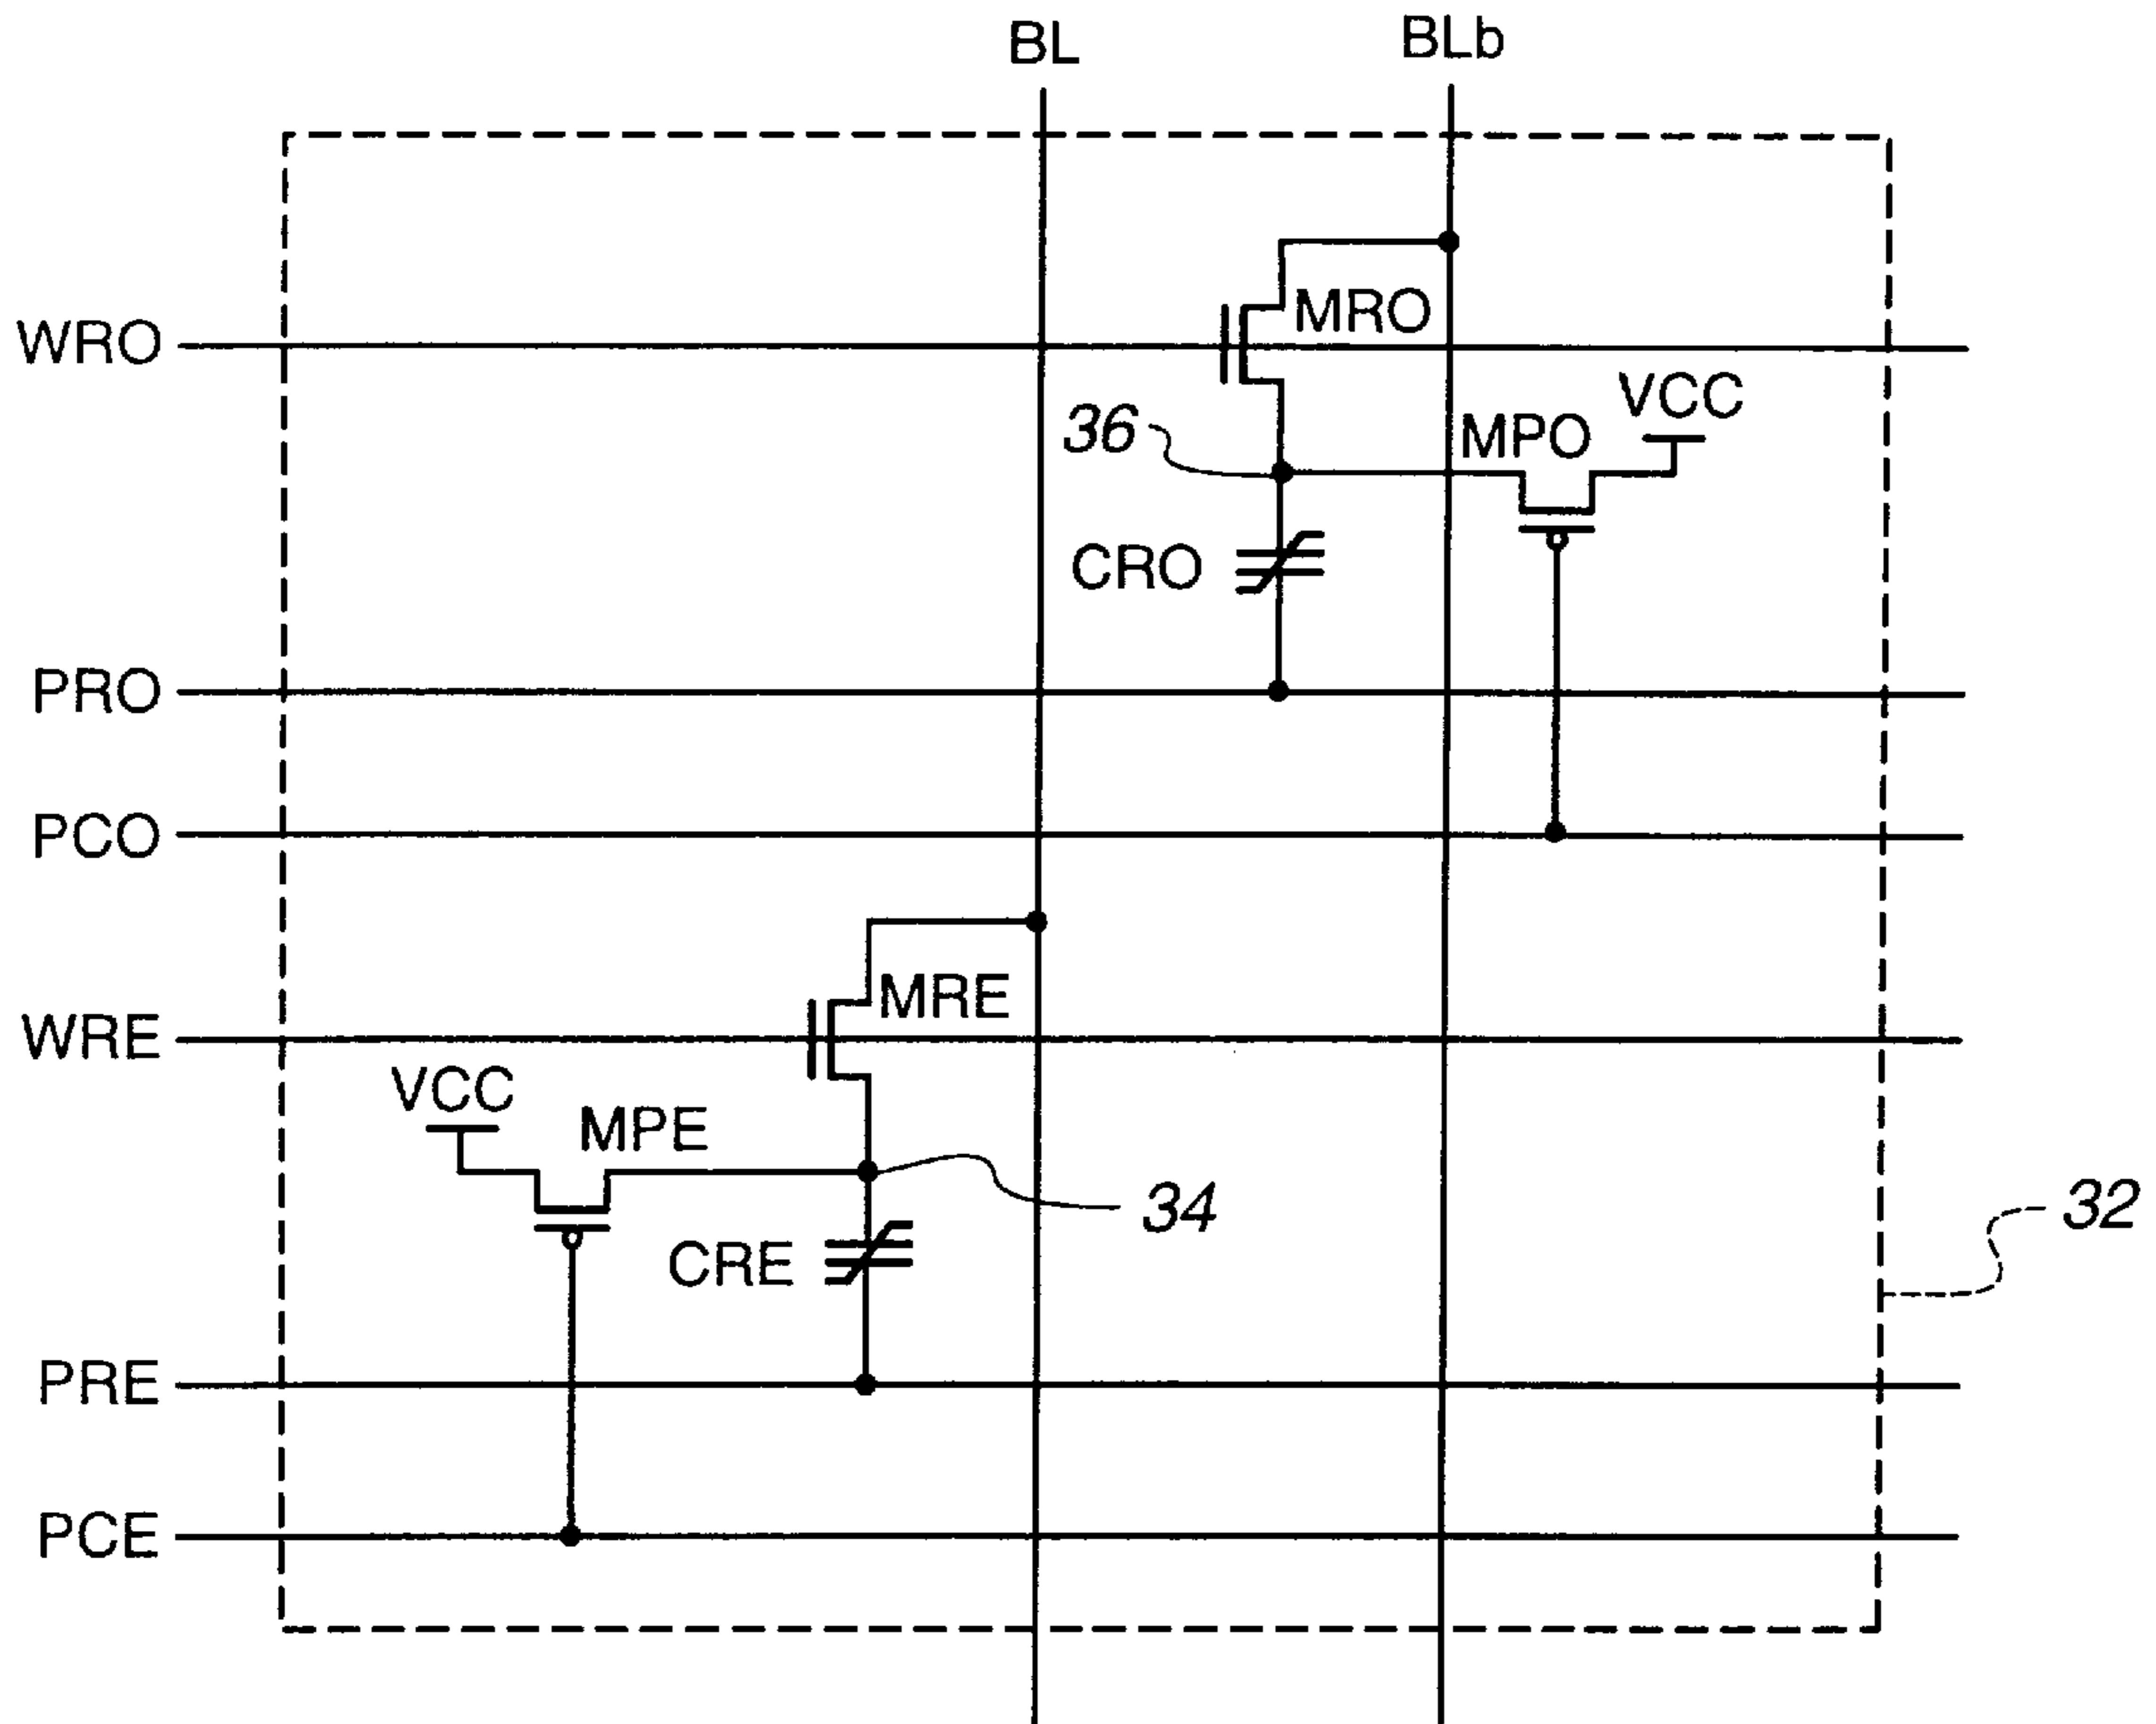 BL
BLb
WRO
MRO
36
MPO
VCC
CRO
PRO
PCO
MRE
WRE
VCC
MPE
34
32
CRE
PRE
PCE